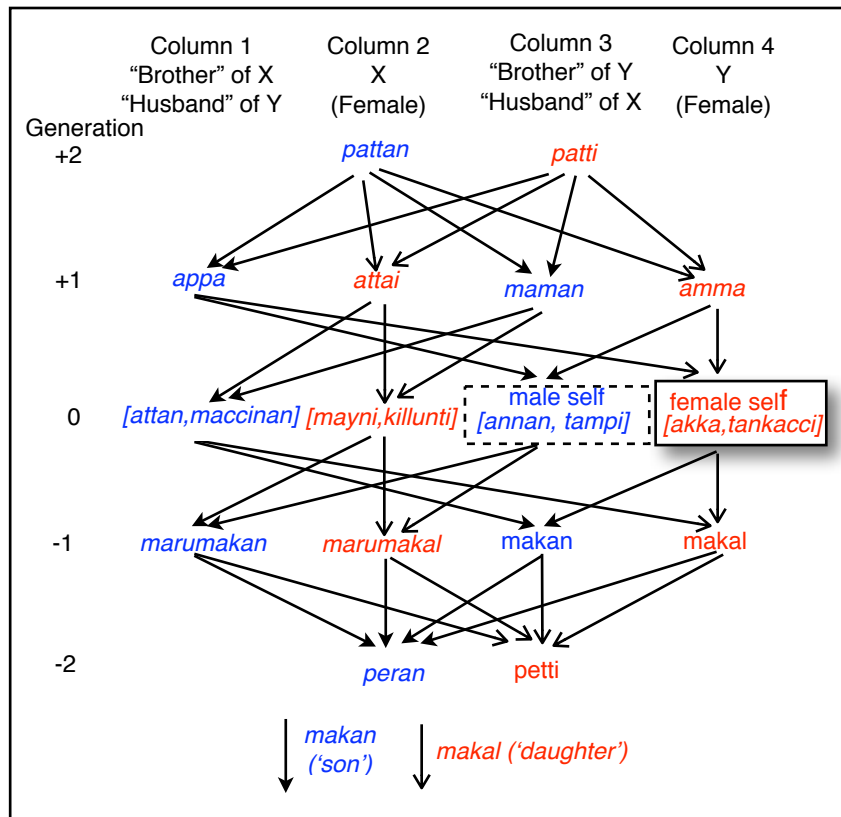 Column 1 Column 2 Column 3 Column 4
“Brother” of X X “Brother” of Y Y
“Husband” of Y (Female) “Husband” of X (Female)
Generation
+2 pattan patti
+1 appa attai maman amma
male self female self
0 [attan,maccinan] [mayni,killunti] [annan, tampi] [akka,tankacci]
-1 marumakan marumakal makan makal
-2 peran petti
makan makal (‘daughter’)
(‘son’)